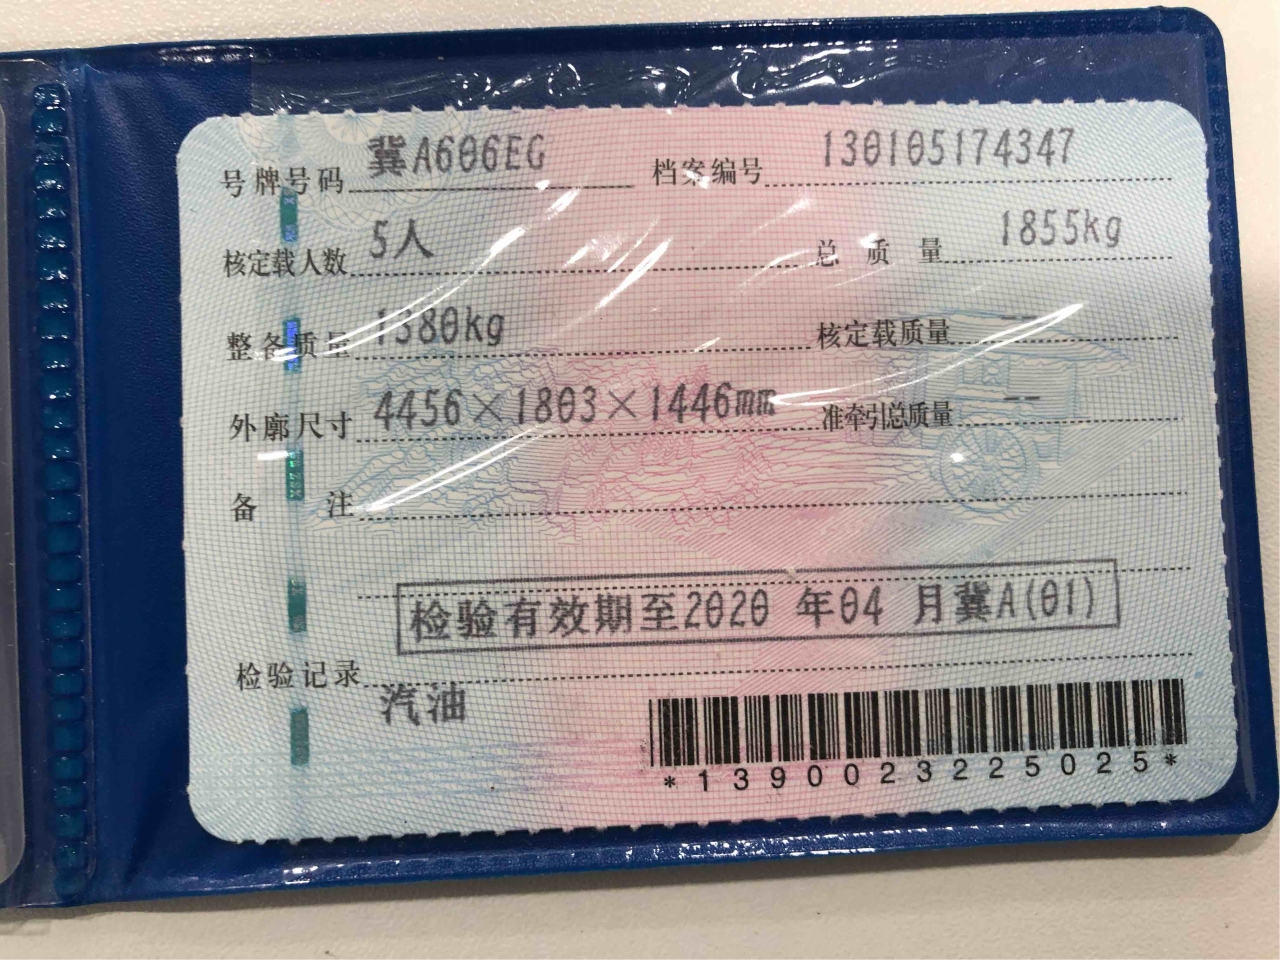 号牌号码 冀A606EG 档案编号 130105174347
核定载人数 5人 总质量 1855kg
整备质量 1380kg 核定载质量 --
外廓尺寸 4456×1803×1446mm 准牵引总质量 --
备注
检验有效期至2020 年04 月冀A(01)
检验记录
汽油
*1390023225025*